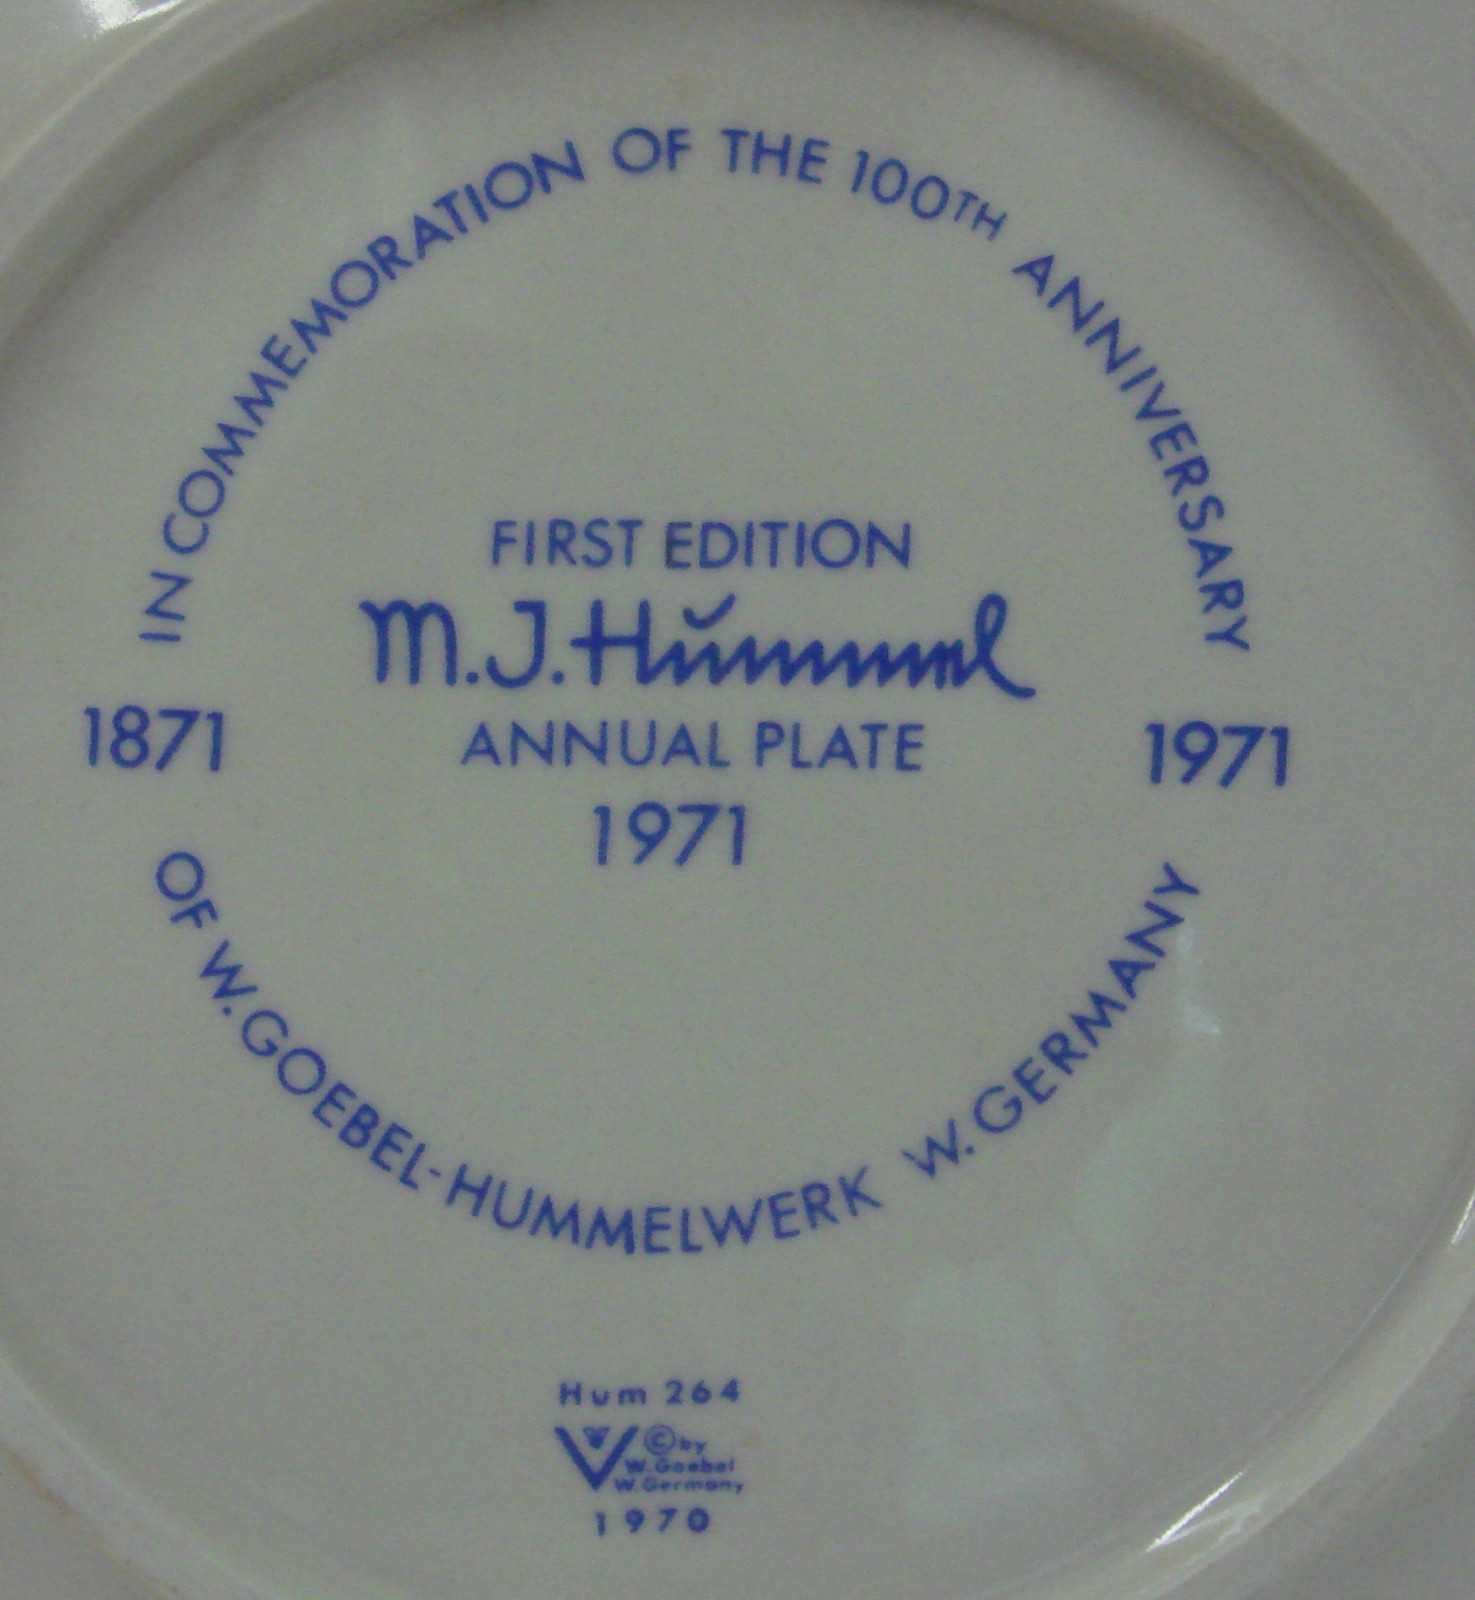 IN COMMEMORATION OF THE 100TH ANNIVERSARY
FIRST EDITION
M.J. Hŭmmel
ANNUAL PLATE
1971
1871
1971
OF W. GOEBEL-HUMMELWERK W. GERMANY
Hum 264
© by
W. Goebel
W. Germany
1970